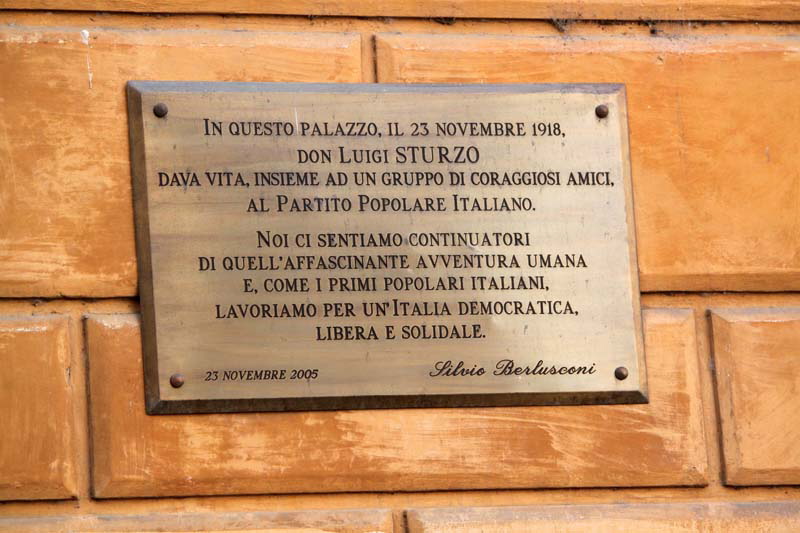 In questo palazzo, il 23 novembre 1918,
don Luigi STURZO
dava vita, insieme ad un gruppo di coraggiosi amici,
al Partito Popolare Italiano.
Noi ci sentiamo continuatori
di quell'affascinante avventura umana
e, come i primi popolari italiani,
lavoriamo per un'Italia democratica,
libera e solidale.
23 novembre 2005 Silvio Berlusconi